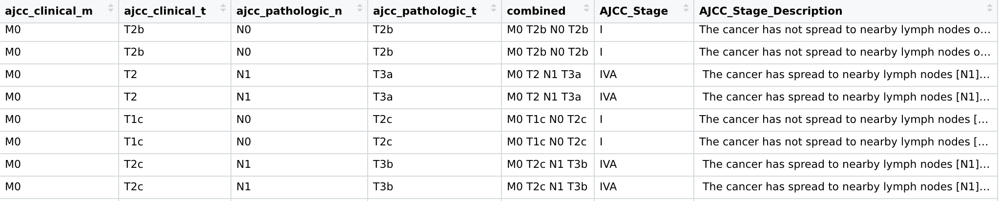 ajcc_clinical_m ajcc_clinical_t ajcc_pathologic_n ajcc_pathologic_t combined AJCC_Stage AJCC_Stage_Description
M0 T2b N0 T2b M0 T2b N0 T2b I The cancer has not spread to nearby lymph nodes o...
M0 T2b N0 T2b M0 T2b N0 T2b I The cancer has not spread to nearby lymph nodes o...
M0 T2 N1 T3a M0 T2 N1 T3a IVA The cancer has spread to nearby lymph nodes [N1]...
M0 T2 N1 T3a M0 T2 N1 T3a IVA The cancer has spread to nearby lymph nodes [N1]...
M0 T1c N0 T2c M0 T1c N0 T2c I The cancer has not spread to nearby lymph nodes [...
M0 T1c N0 T2c M0 T1c N0 T2c I The cancer has not spread to nearby lymph nodes [...
M0 T2c N1 T3b M0 T2c N1 T3b IVA The cancer has spread to nearby lymph nodes [N1]...
M0 T2c N1 T3b M0 T2c N1 T3b IVA The cancer has spread to nearby lymph nodes [N1]...